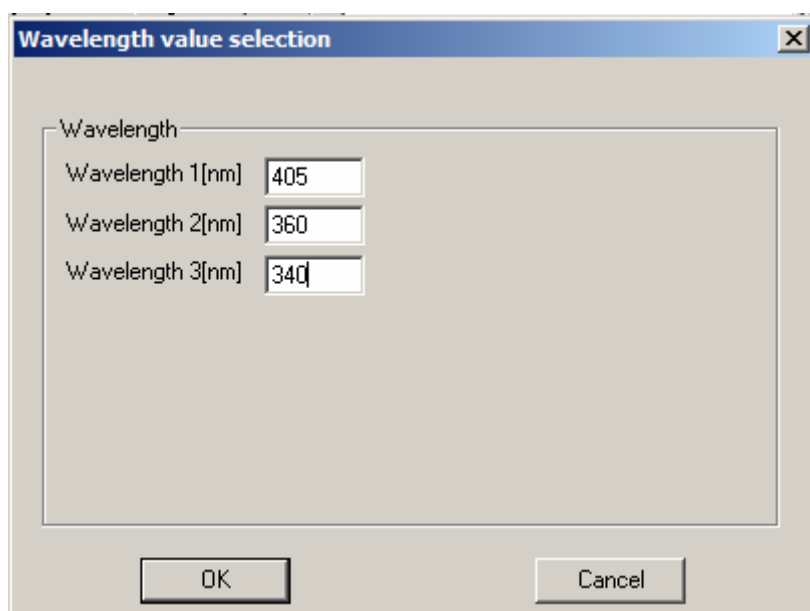 Wavelength value selection
Wavelength
Wavelength 1[nm] 405
Wavelength 2[nm] 360
Wavelength 3[nm] 340
OK Cancel